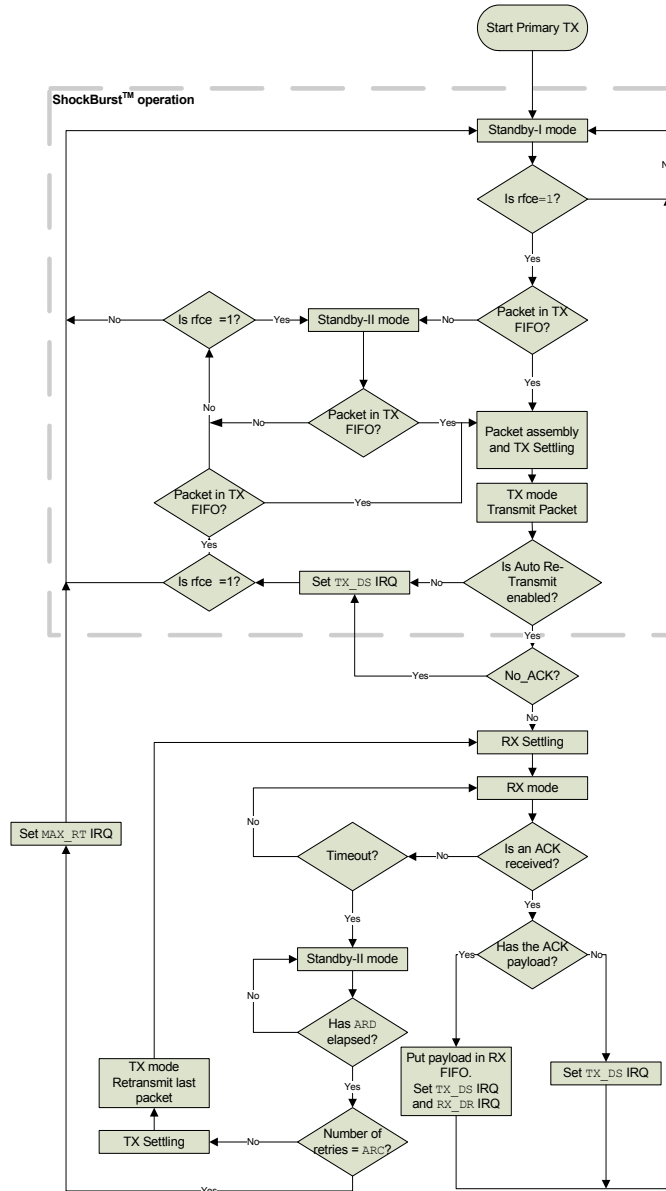 Start Primary TX
ShockBurst™ operation
Standby-I mode
Is rfce=1?
Yes
Is rfce =1?
Yes
Standby-II mode
No
Packet in TX
FIFO?
No
Yes
No
Packet in TX
FIFO?
No
Yes
Packet assembly
and TX Settling
Packet in TX
FIFO?
Yes
TX mode
Transmit Packet
Yes
Is rfce =1?
Set TX_DS IRQ
No
Is Auto Re-
Transmit
enabled?
Yes
No_ACK?
Yes
No
RX Settling
RX mode
No
Set MAX_RT IRQ
Timeout?
No
Is an ACK
received?
Yes
Yes
Has the ACK
payload?
Yes
No
Standby-II mode
No
Has ARD
elapsed?
Yes
Put payload in RX
FIFO.
Set TX_DS IRQ
and RX_DR IRQ
Set TX_DS IRQ
TX mode
Retransmit last
packet
TX Settling
No
Number of
retries = ARC?
Yes